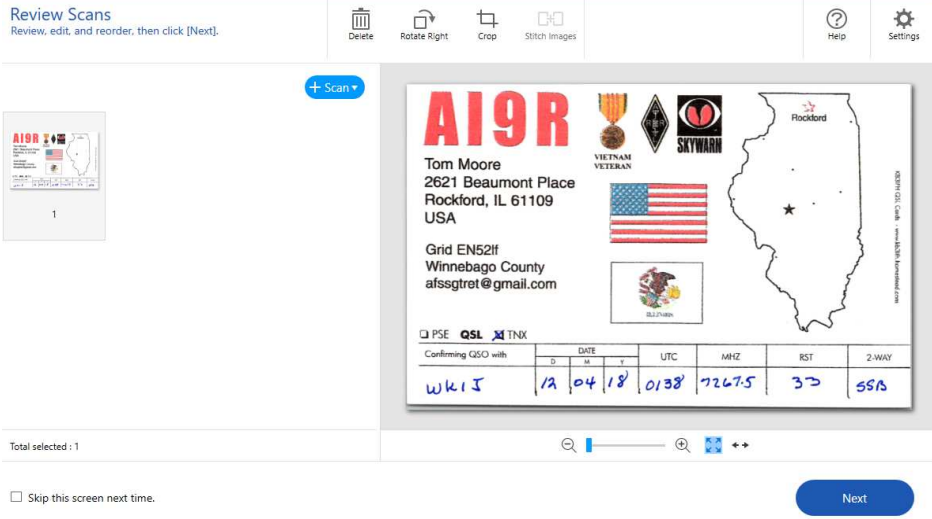 Review Scans
Review, edit, and reorder, then click [Next].
Delete
Rotate Right
Crop
Stitch Images
Help
Settings
+ Scan
1
AI9R
Tom Moore
2621 Beaumont Place
Rockford, IL 61109
USA
Grid EN52lf
Winnebago County
afssgtret@gmail.com
VIETNAM
VETERAN
ARRL
SKYWARN
Rockford
ILLINOIS
PSE QSL TNX
Confirming QSO with
DATE
D M Y
UTC
MHZ
RST
2-WAY
WK1J
12 04 18
0138
7267.5
33
SSB
Total selected : 1
Skip this screen next time.
Next